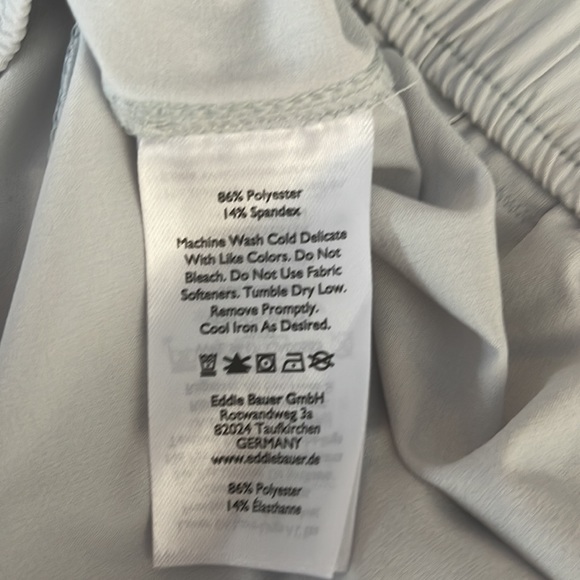 86% Polyester
14% Spandex
Machine Wash Cold Delicate
With Like Colors. Do Not
Bleach. Do Not Use Fabric
Softeners. Tumble Dry Low.
Remove Promptly.
Cool Iron As Desired.
Eddie Bauer GmbH
Rotwandweg 3a
82024 Taufkirchen
GERMANY
www.eddiebauer.de
86% Polyester
14% Élasthanne